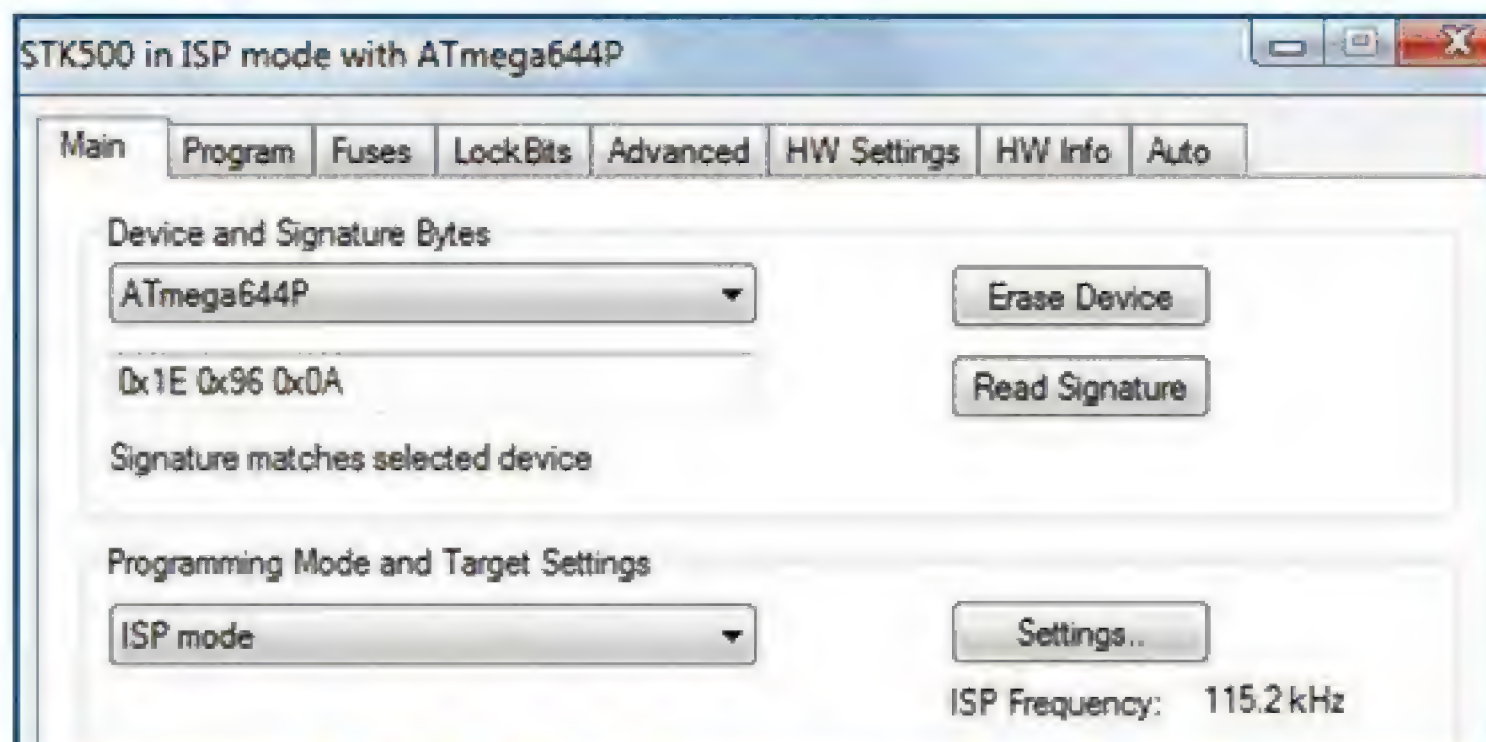 STK500 in ISP mode with ATmega644P
Main Program Fuses LockBits Advanced HW Settings HW Info Auto
Device and Signature Bytes
ATmega644P Erase Device
0x1E 0x96 0x0A Read Signature
Signature matches selected device
Programming Mode and Target Settings
ISP mode Settings..
ISP Frequency: 115.2 kHz